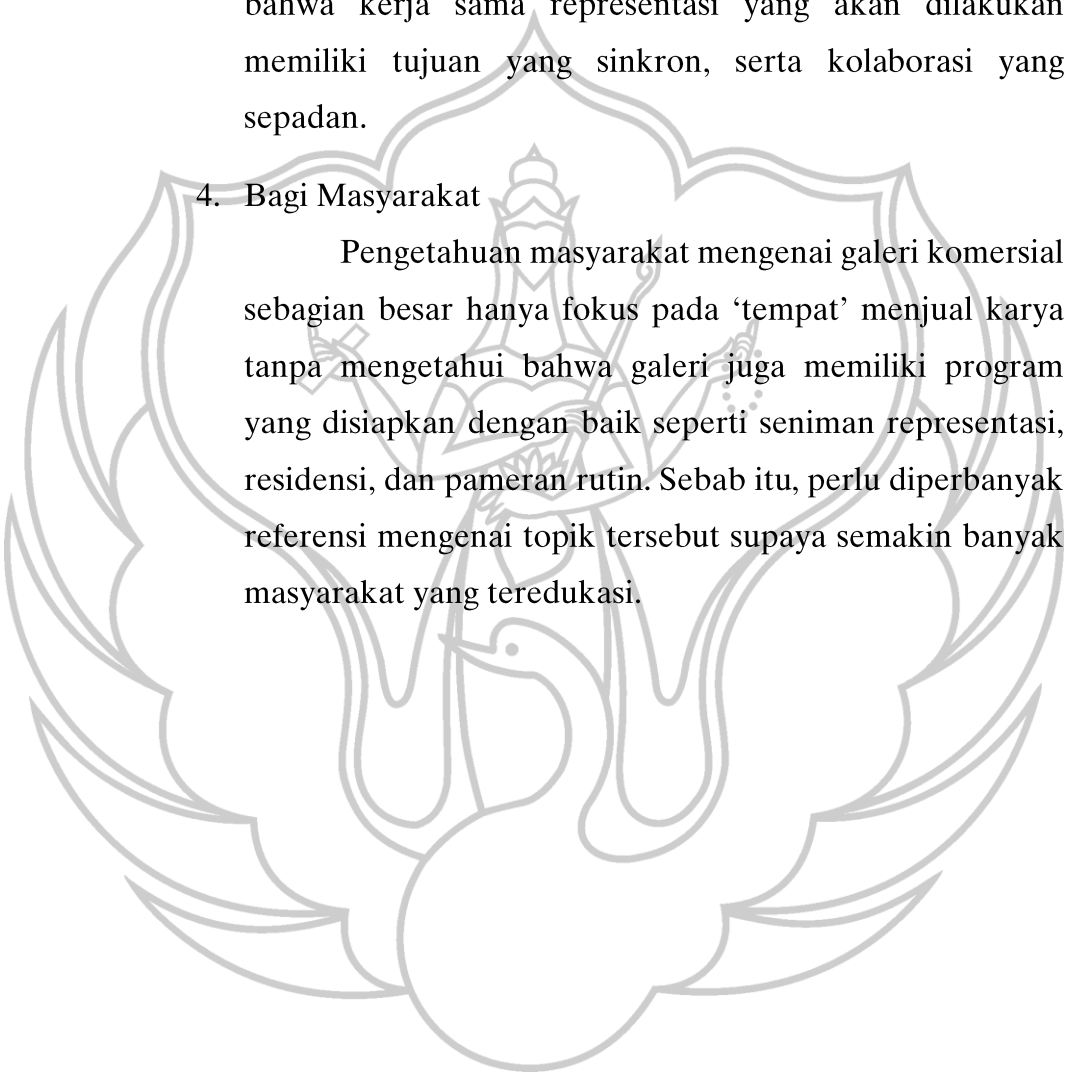 bahwa kerja sama representasi yang akan dilakukan
memiliki tujuan yang sinkron, serta kolaborasi yang
sepadan.
4. Bagi Masyarakat
Pengetahuan masyarakat mengenai galeri komersial
sebagian besar hanya fokus pada ‘tempat’ menjual karya
tanpa mengetahui bahwa galeri juga memiliki program
yang disiapkan dengan baik seperti seniman representasi,
residensi, dan pameran rutin. Sebab itu, perlu diperbanyak
referensi mengenai topik tersebut supaya semakin banyak
masyarakat yang teredukasi.